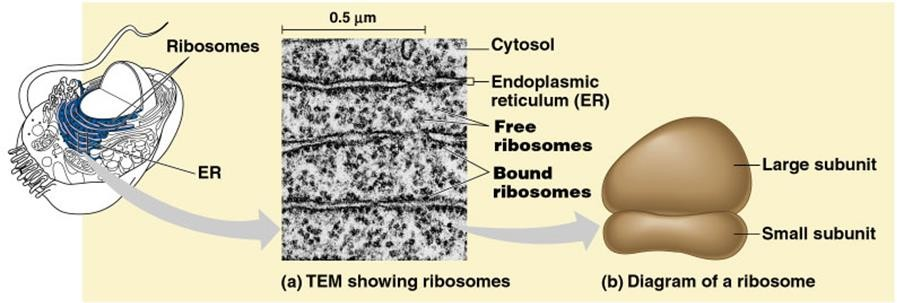 0.5 μm
Ribosomes
Cytosol
Endoplasmic
reticulum (ER)
Free
ribosomes
Bound
ribosomes
ER
Large subunit
Small subunit
(a) TEM showing ribosomes
(b) Diagram of a ribosome